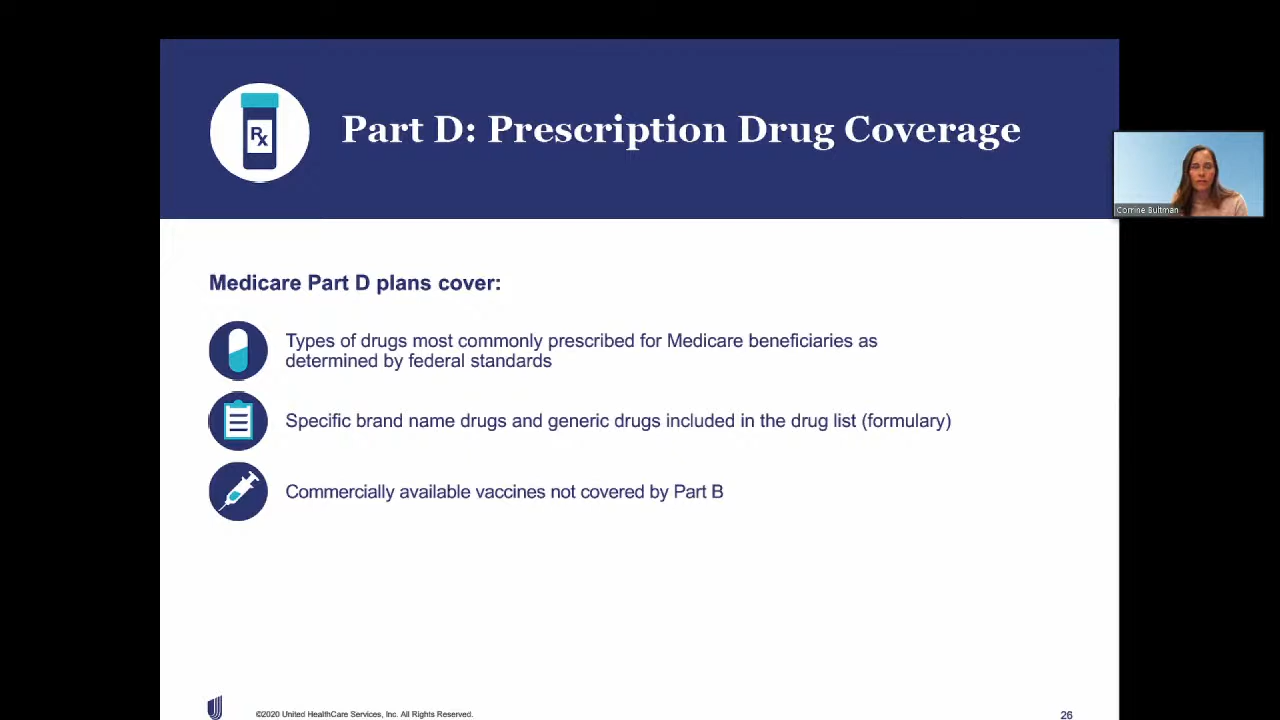 Rx
Part D: Prescription Drug Coverage
Corrine Bultman
Medicare Part D plans cover:
Types of drugs most commonly prescribed for Medicare beneficiaries as
determined by federal standards
Specific brand name drugs and generic drugs included in the drug list (formulary)
Commercially available vaccines not covered by Part B
©2020 United HealthCare Services, Inc. All Rights Reserved.
26